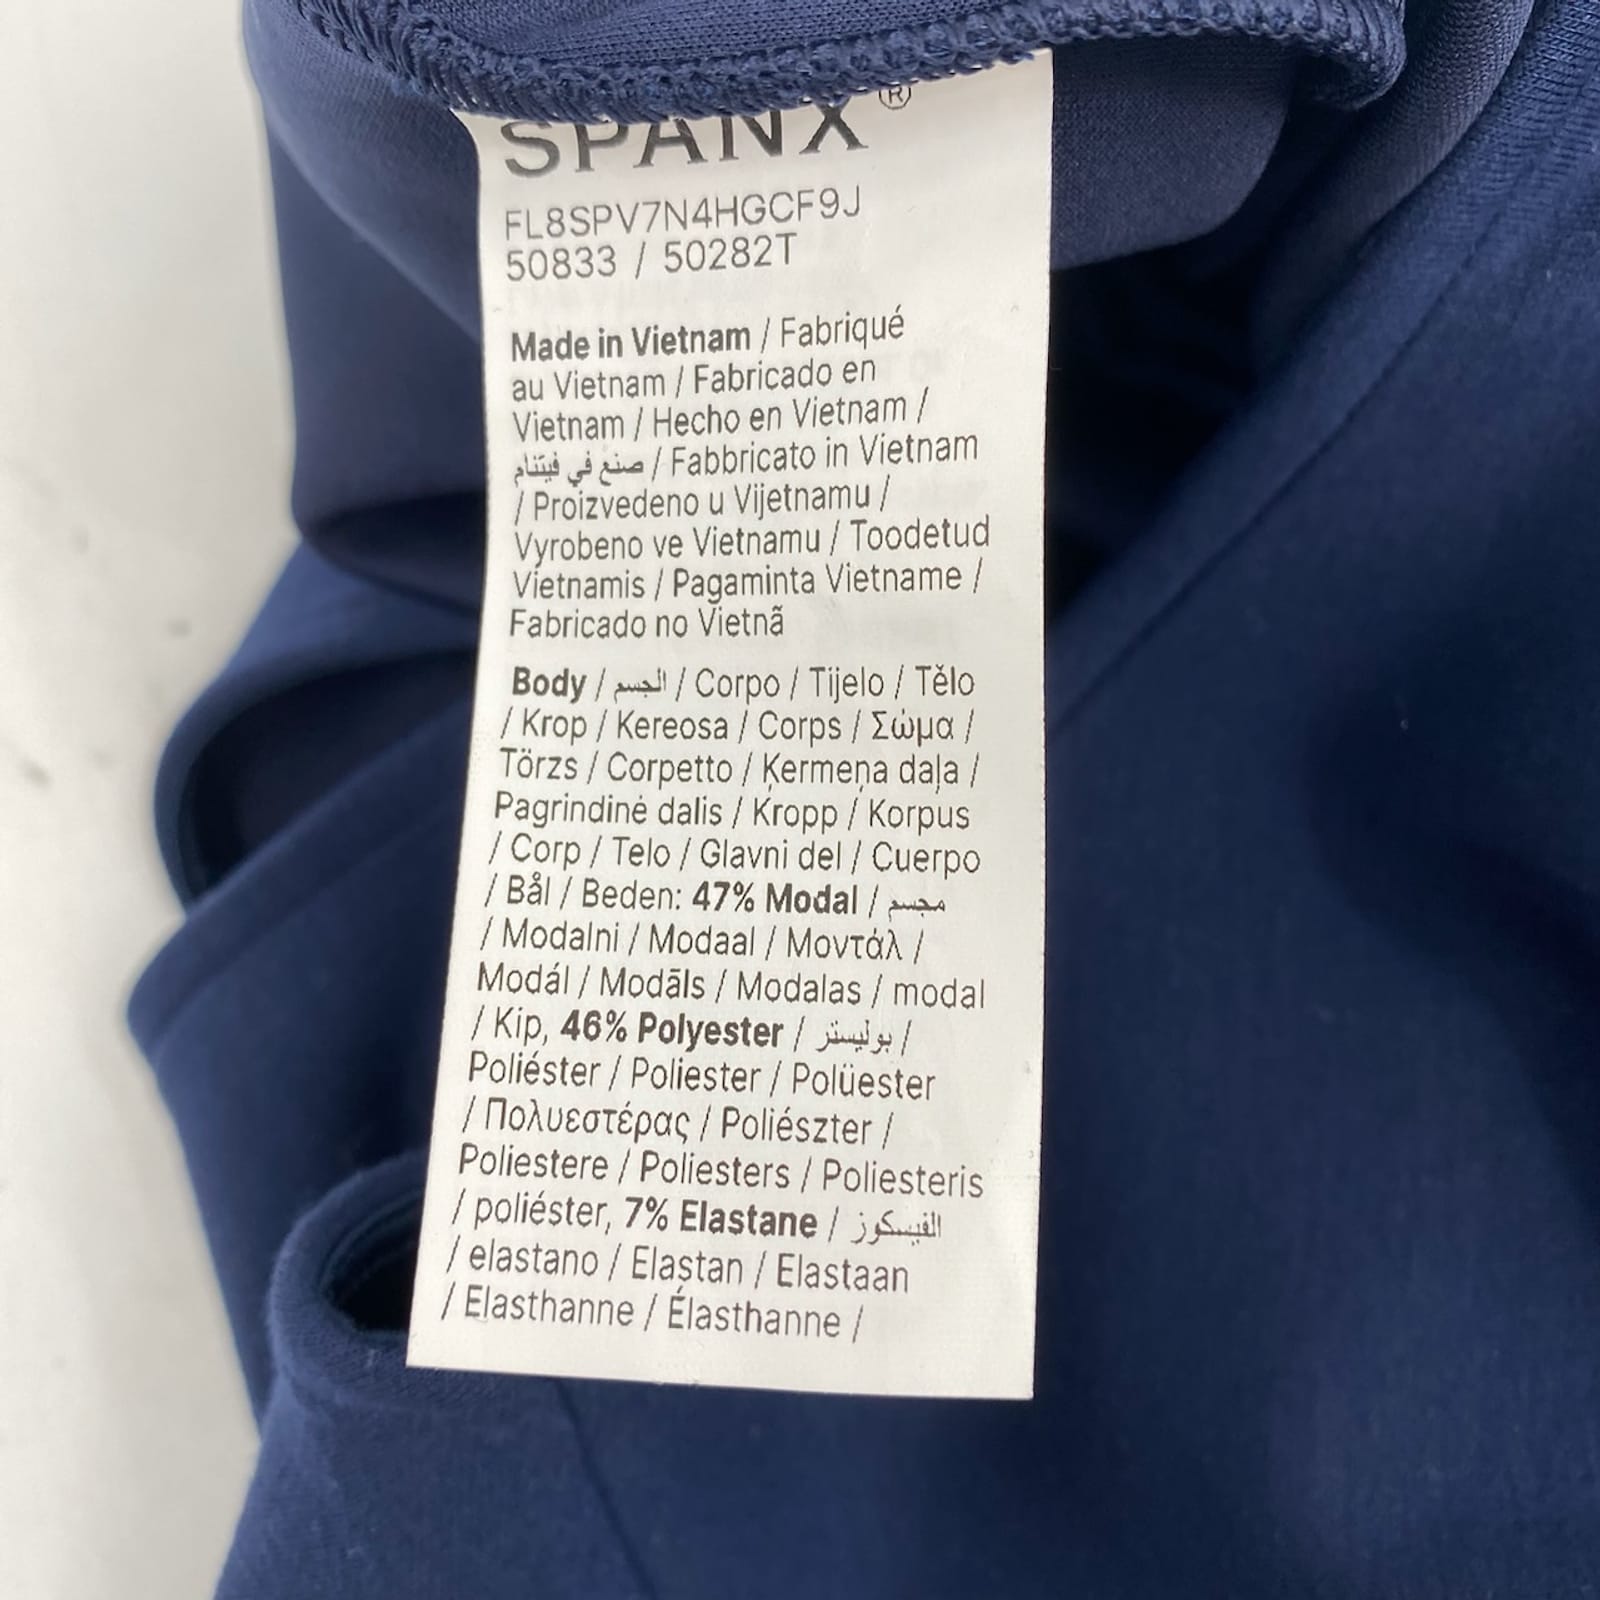 SPANX®
FL8SPV7N4HGCF9J
50833 / 50282T
Made in Vietnam / Fabriqué
au Vietnam / Fabricado en
Vietnam / Hecho en Vietnam /
صنع في فيتنام / Fabbricato in Vietnam
/ Proizvedeno u Vijetnamu /
Vyrobeno ve Vietnamu / Toodetud
Vietnamis / Pagaminta Vietname /
Fabricado no Vietnã
Body / الجسم / Corpo / Tijelo / Tělo
/ Krop / Kereosa / Corps / Σώμα /
Törzs / Corpetto / Ķermeņa daļa /
Pagrindinė dalis / Kropp / Korpus
/ Corp / Telo / Glavni del / Cuerpo
/ Bål / Beden: 47% Modal / مجسم
/ Modalni / Modaal / Μοντάλ /
Modál / Modāls / Modalas / modal
/ Kip, 46% Polyester / بوليستر /
Poliéster / Poliester / Polüester
/ Πολυεστέρας / Poliészter /
Poliestere / Poliesters / Poliesteris
/ poliéster, 7% Elastane / الفيسكوز
/ elastano / Elaştan / Elastaan
/ Elasthanne / Élasthanne /